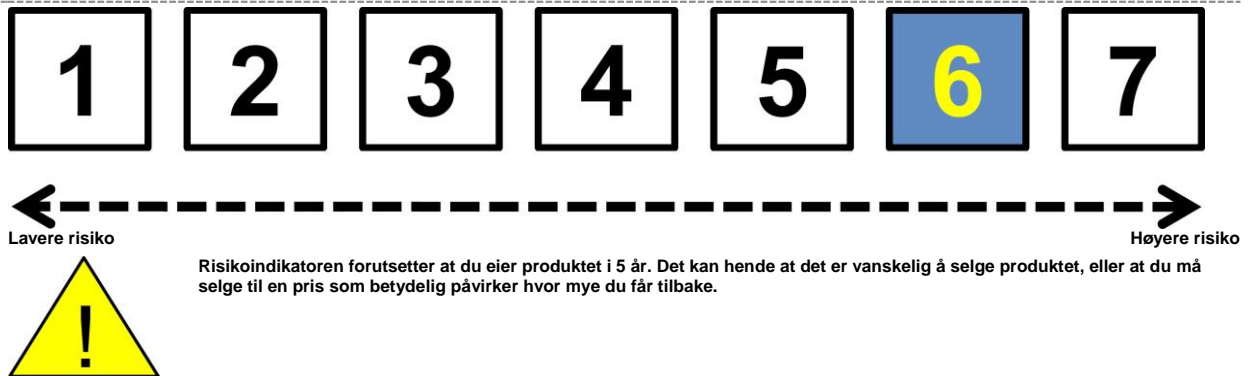 1 2 3 4 5 6 7
Lavere risiko Høyere risiko
Risikoindikatoren forutsetter at du eier produktet i 5 år. Det kan hende at det er vanskelig å selge produktet, eller at du må
selge til en pris som betydelig påvirker hvor mye du får tilbake.
!